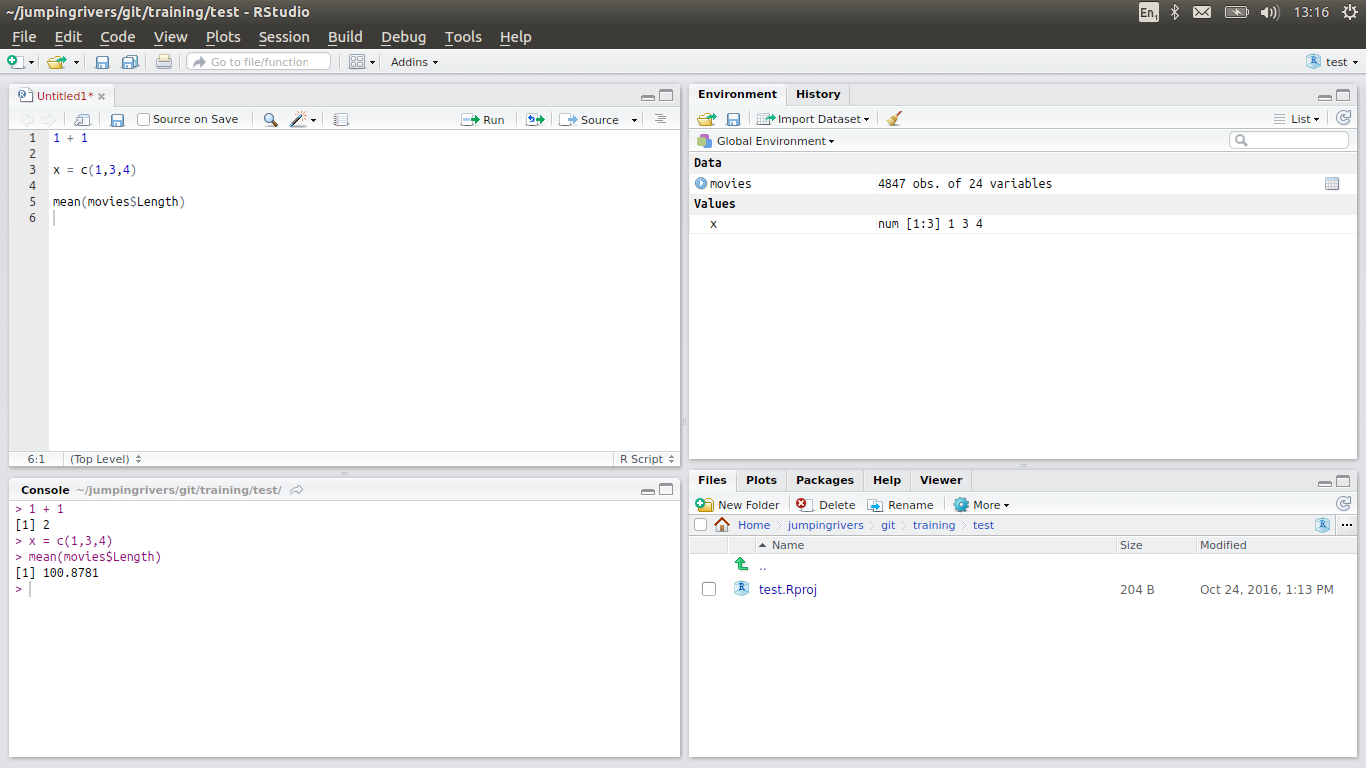 ~/jumpingrivers/git/training/test - RStudio
En1 13:16
File Edit Code View Plots Session Build Debug Tools Help
Go to file/function Addins test
Untitled1*
Source on Save Run Source
1 1 + 1
2
3 x = c(1,3,4)
4
5 mean(movies$Length)
6
6:1 (Top Level) R Script
Console ~/jumpingrivers/git/training/test/
> 1 + 1
[1] 2
> x = c(1,3,4)
> mean(movies$Length)
[1] 100.8781
>
Environment History
Import Dataset List
Global Environment
Data
movies 4847 obs. of 24 variables
Values
x num [1:3] 1 3 4
Files Plots Packages Help Viewer
New Folder Delete Rename More
Home jumpingrivers git training test ...
Name Size Modified
..
test.Rproj 204 B Oct 24, 2016, 1:13 PM